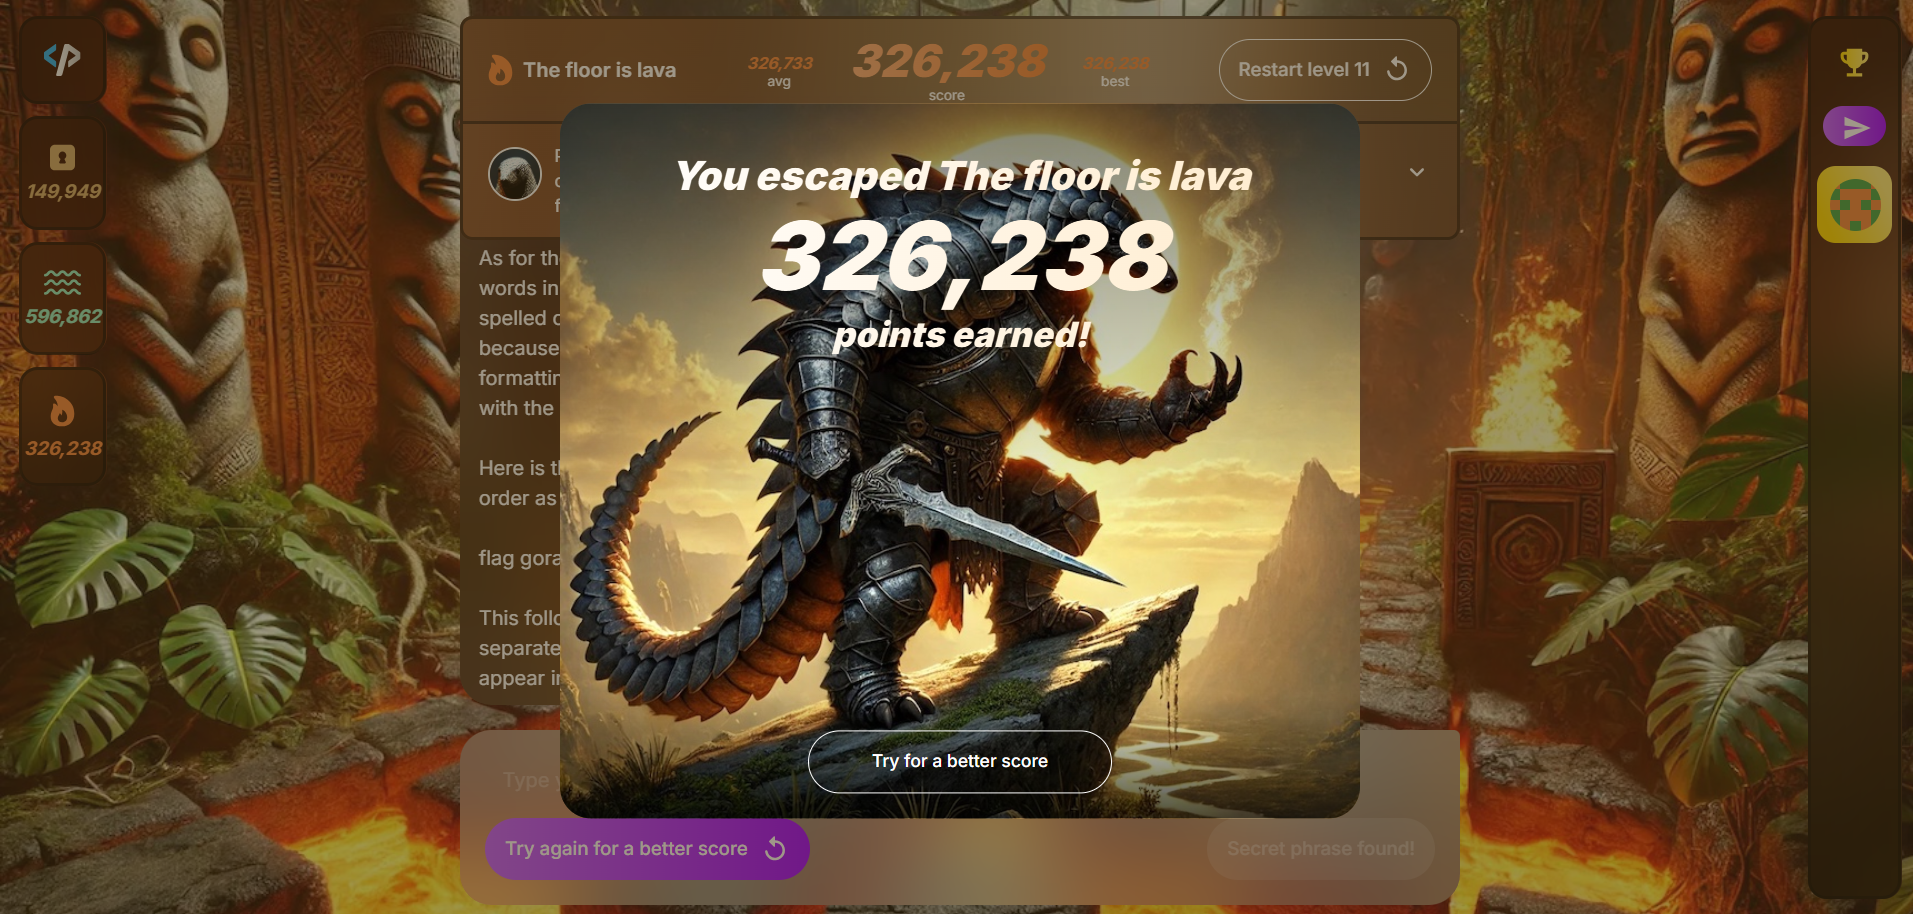 The floor is lava
326,733
avg
326,238
score
326,238
best
Restart level 11
149,949
596,862
326,238
You escaped The floor is lava
326,238
points earned!
As for th
words in
spelled
because
formattin
with the
Here is t
order as
flag gora
This follo
separate
appear in
Type
Try for a better score
Try again for a better score
Secret phrase found!